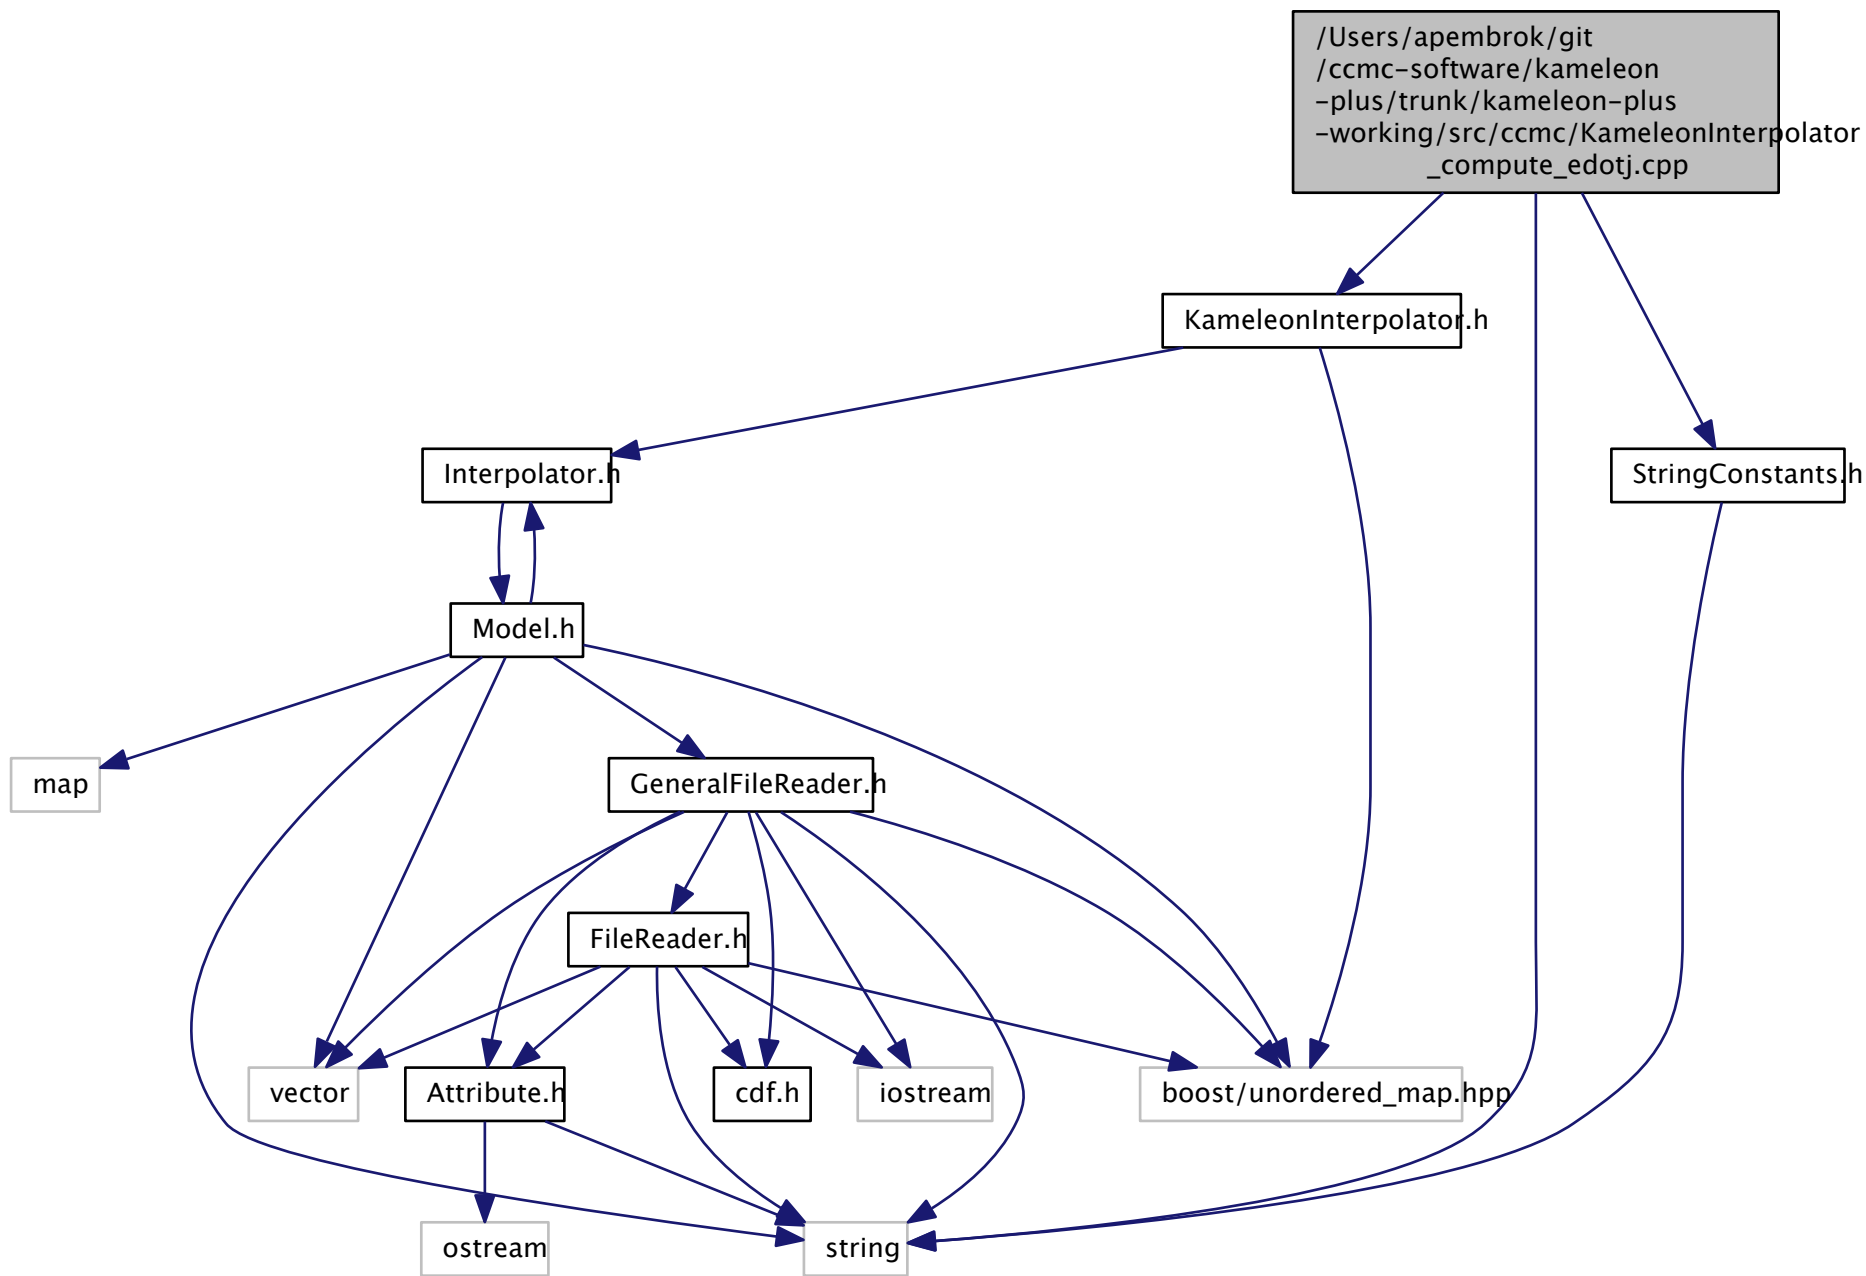 /Users/apembrok/git
/ccmc-software/kameleon
-plus/trunk/kameleon-plus
-working/src/ccmc/KameleonInterpolator
_compute_edotj.cpp
KameleonInterpolator.h
Interpolator.h
StringConstants.h
Model.h
map
GeneralFileReader.h
FileReader.h
vector
Attribute.h
cdf.h
iostream
boost/unordered_map.hpp
ostream
string